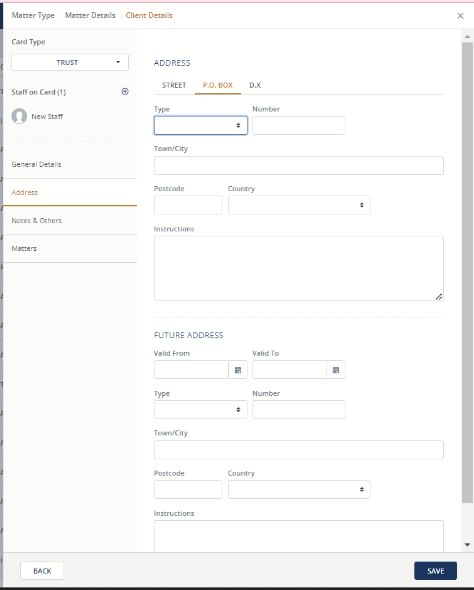 Matter Type Matter Details Client Details
Card Type
TRUST
Staff on Card (1)
New Staff
General Details
Address
Notes & Others
Matters
ADDRESS
STREET P.O. BOX D.X
Type Number
Town/City
Postcode Country
Instructions
FUTURE ADDRESS
Valid From Valid To
Type Number
Town/City
Postcode Country
Instructions
BACK SAVE